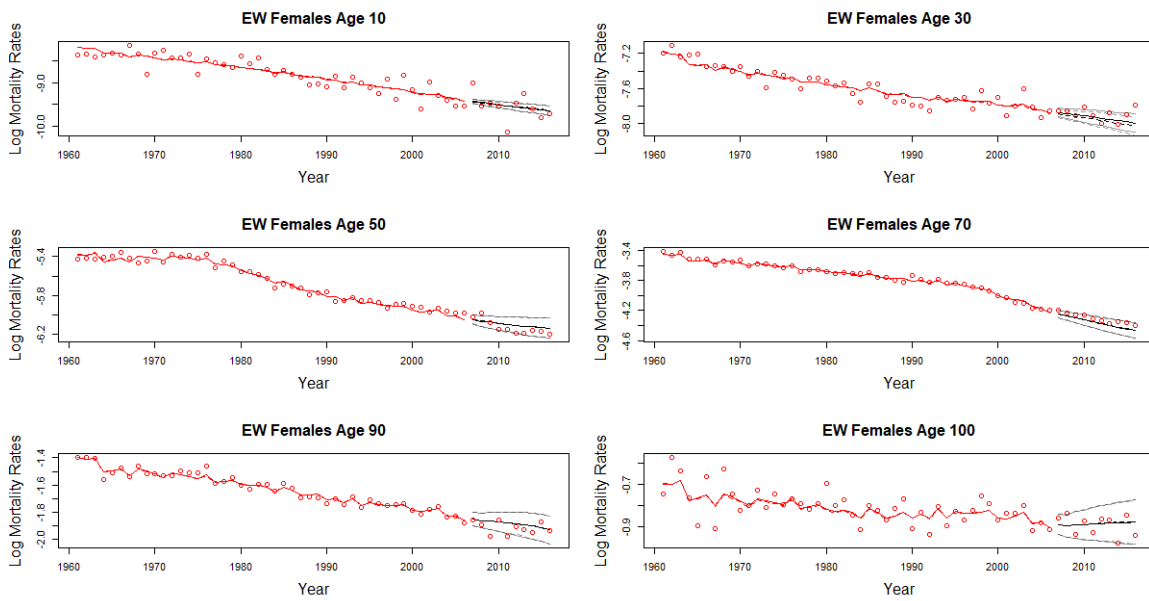 EW Females Age 10
Log Mortality Rates
-9.0
-10.0
1960 1970 1980 1990 2000 2010
Year
EW Females Age 30
Log Mortality Rates
-7.2
-7.6
-8.0
1960 1970 1980 1990 2000 2010
Year
EW Females Age 50
Log Mortality Rates
-5.4
-5.8
-6.2
1960 1970 1980 1990 2000 2010
Year
EW Females Age 70
Log Mortality Rates
-3.4
-3.8
-4.2
-4.6
1960 1970 1980 1990 2000 2010
Year
EW Females Age 90
Log Mortality Rates
-1.4
-1.6
-1.8
-2.0
1960 1970 1980 1990 2000 2010
Year
EW Females Age 100
Log Mortality Rates
-0.7
-0.9
1960 1970 1980 1990 2000 2010
Year